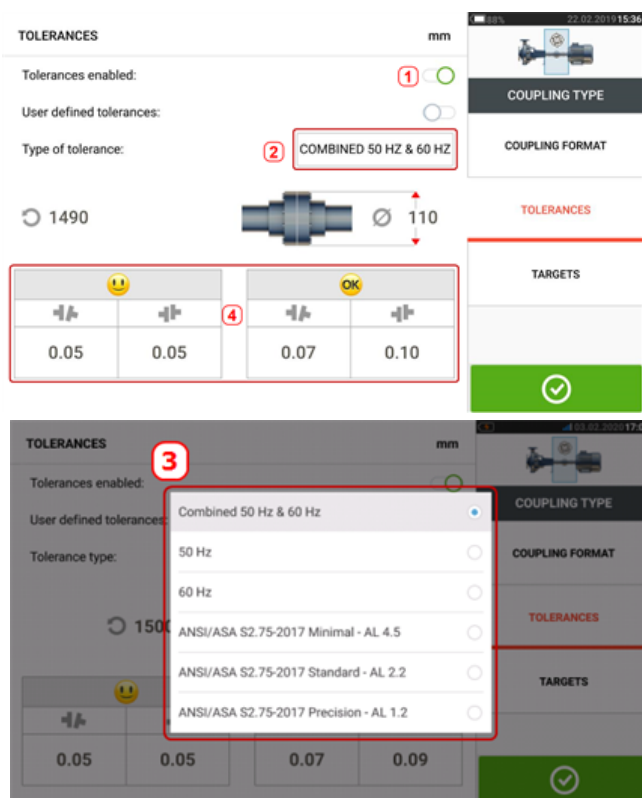 TOLERANCES mm
88% 22.02.2019 15:36
Tolerances enabled: 1
User defined tolerances:
COUPLING TYPE
Type of tolerance: 2 COMBINED 50 HZ & 60 HZ
COUPLING FORMAT
1490 110
TOLERANCES
OK
4
TARGETS
0.05 0.05 0.07 0.10
TOLERANCES mm
03.02.2020 17:0
3
Tolerances enabled:
User defined tolerances:
COUPLING TYPE
Combined 50 Hz & 60 Hz
Tolerance type:
50 Hz
COUPLING FORMAT
60 Hz
1500
ANSI/ASA S2.75-2017 Minimal - AL 4.5
TOLERANCES
ANSI/ASA S2.75-2017 Standard - AL 2.2
TARGETS
ANSI/ASA S2.75-2017 Precision - AL 1.2
0.05 0.05 0.07 0.09